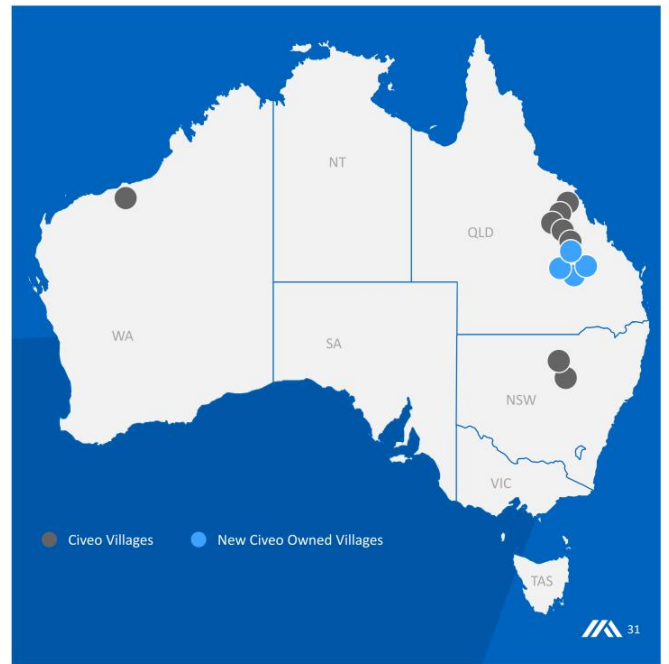 NT
QLD
WA
SA
NSW
VIC
Civeo Villages
New Civeo Owned Villages
TAS
31